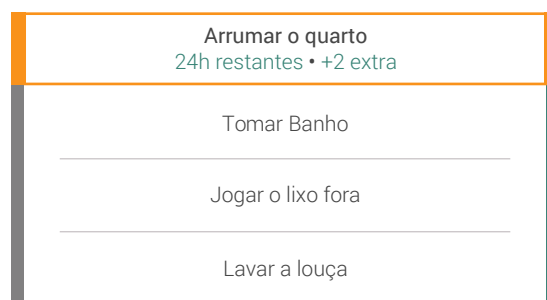 Arrumar o quarto
24h restantes • +2 extra
Tomar Banho
Jogar o lixo fora
Lavar a louça